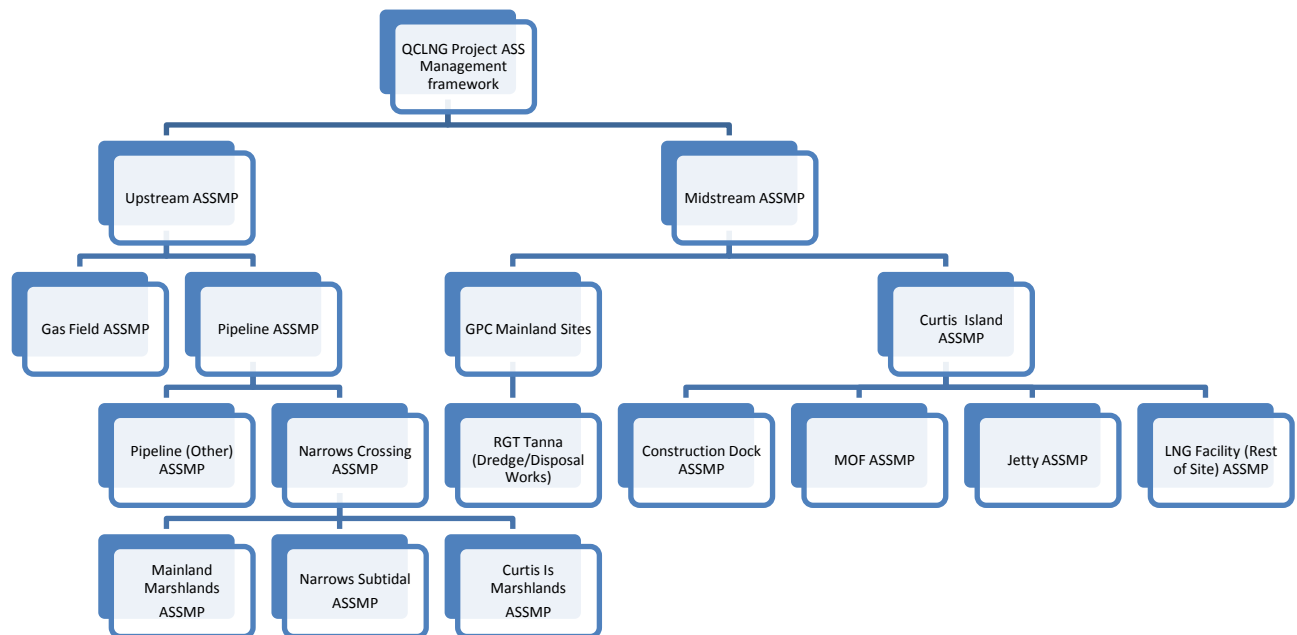 QCLNG Project ASS
Management
framework
Upstream ASSMP
Midstream ASSMP
Gas Field ASSMP
Pipeline ASSMP
GPC Mainland Sites
Curtis Island
ASSMP
Pipeline (Other)
ASSMP
Narrows Crossing
ASSMP
RGT Tanna
(Dredge/Disposal
Works)
Construction Dock
ASSMP
MOF ASSMP
Jetty ASSMP
LNG Facility (Rest
of Site) ASSMP
Mainland
Marshlands
ASSMP
Narrows Subtidal
ASSMP
Curtis Is
Marshlands
ASSMP